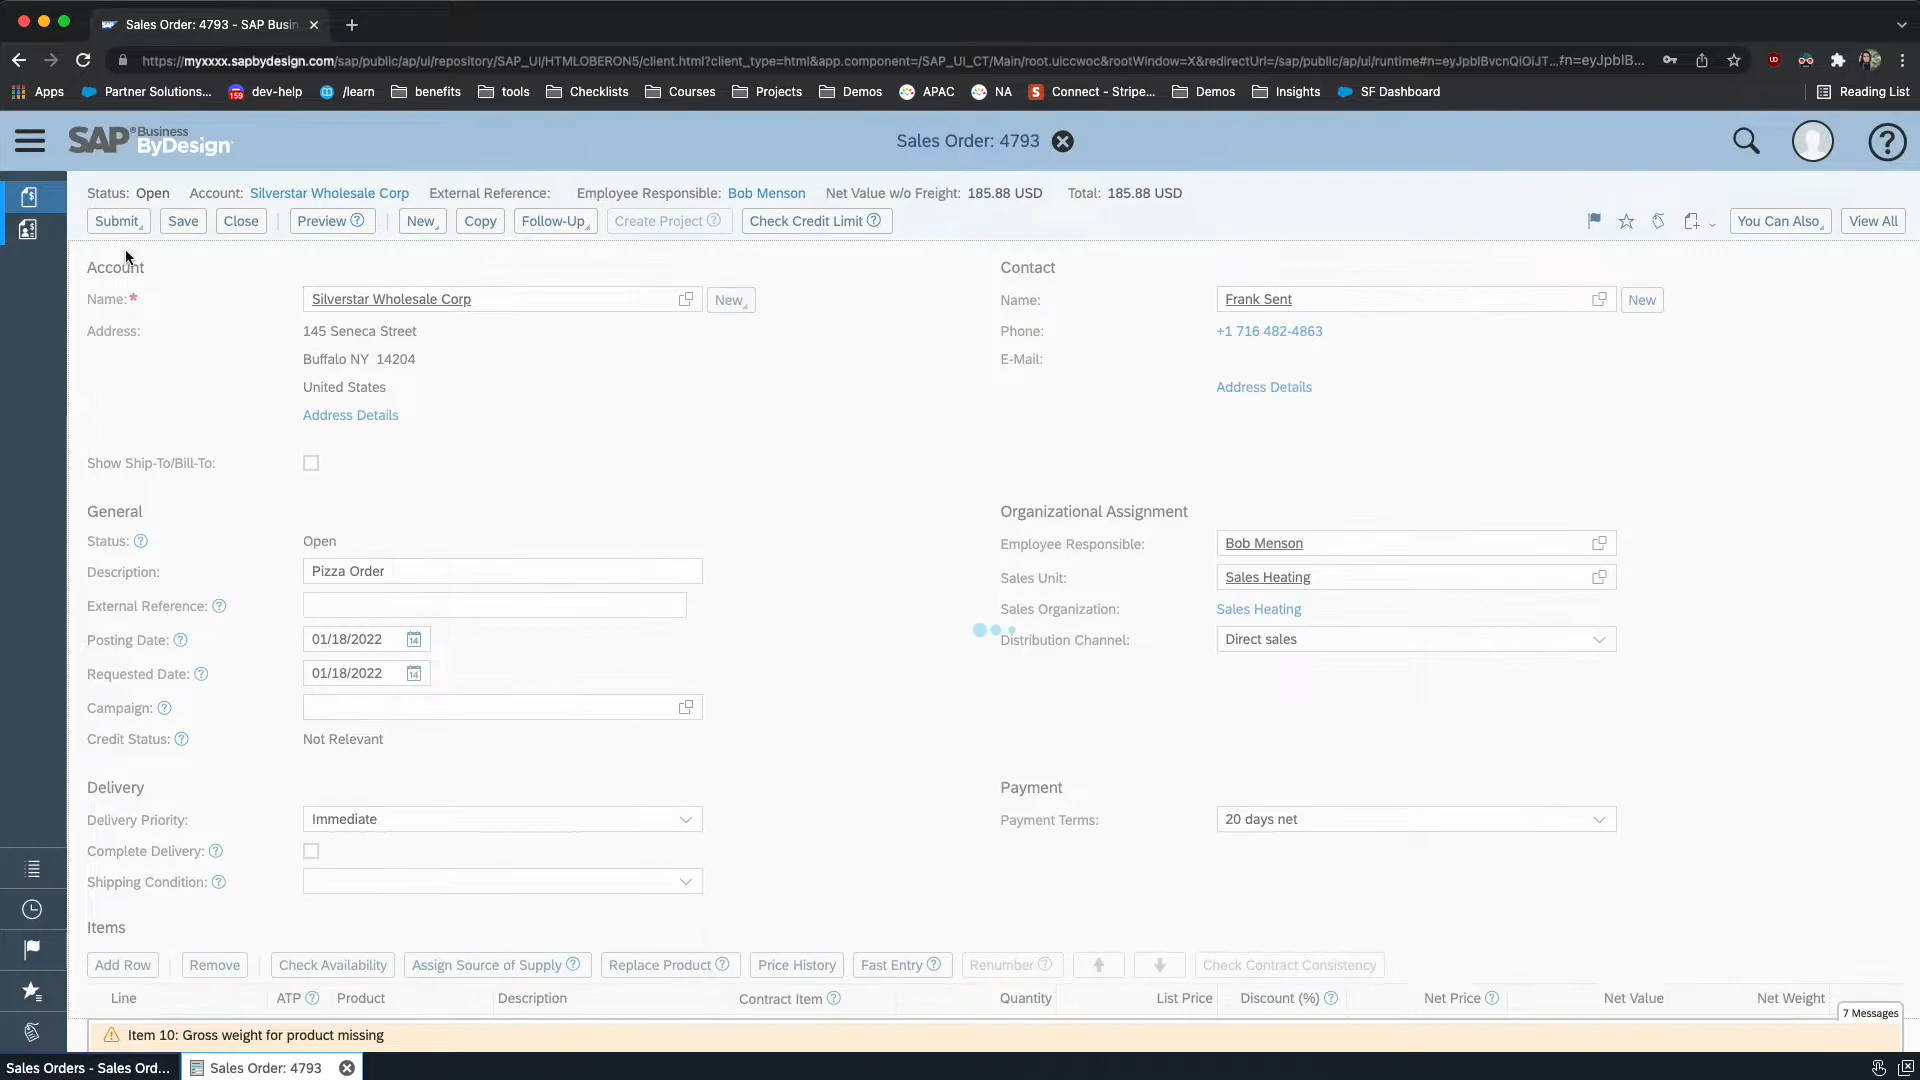 Sales Order: 4793 - SAP Busin
https://myxxxx.sapbydesign.com/sap/public/ap/ui/repository/SAP_UI/HTMLOBERON5/client.html?client_type=html&app.component=/SAP_UI_CT/Main/root.uiccwoc&rootWindow=X&redirectUrl=/sap/public/ap/ui/runtime#n=eyJpbIBvcnQiOiJT...#n=eyJpbIB...
Apps Partner Solutions... 159 dev-help /learn benefits tools Checklists Courses Projects Demos APAC NA S Connect - Stripe... Demos Insights SF Dashboard Reading List
SAP Business ByDesign Sales Order: 4793
Status: Open Account: Silverstar Wholesale Corp External Reference: Employee Responsible: Bob Menson Net Value w/o Freight: 185.88 USD Total: 185.88 USD
Submit Save Close Preview New Copy Follow-Up Create Project Check Credit Limit You Can Also View All
Account Contact
Name:* Silverstar Wholesale Corp New Name: Frank Sent New
Address: 145 Seneca Street Phone: +1 716 482-4863
Buffalo NY 14204 E-Mail:
United States Address Details
Address Details
Show Ship-To/Bill-To:
General Organizational Assignment
Status: Open Employee Responsible: Bob Menson
Description: Pizza Order Sales Unit: Sales Heating
External Reference: Sales Organization: Sales Heating
Posting Date: 01/18/2022 14 Distribution Channel: Direct sales
Requested Date: 01/18/2022 14
Campaign:
Credit Status: Not Relevant
Delivery Payment
Delivery Priority: Immediate Payment Terms: 20 days net
Complete Delivery:
Shipping Condition:
Items
Add Row Remove Check Availability Assign Source of Supply Replace Product Price History Fast Entry Renumber Check Contract Consistency
Line ATP Product Description Contract Item Quantity List Price Discount (%) Net Price Net Value Net Weight
7 Messages
Item 10: Gross weight for product missing
Sales Orders - Sales Ord... Sales Order: 4793